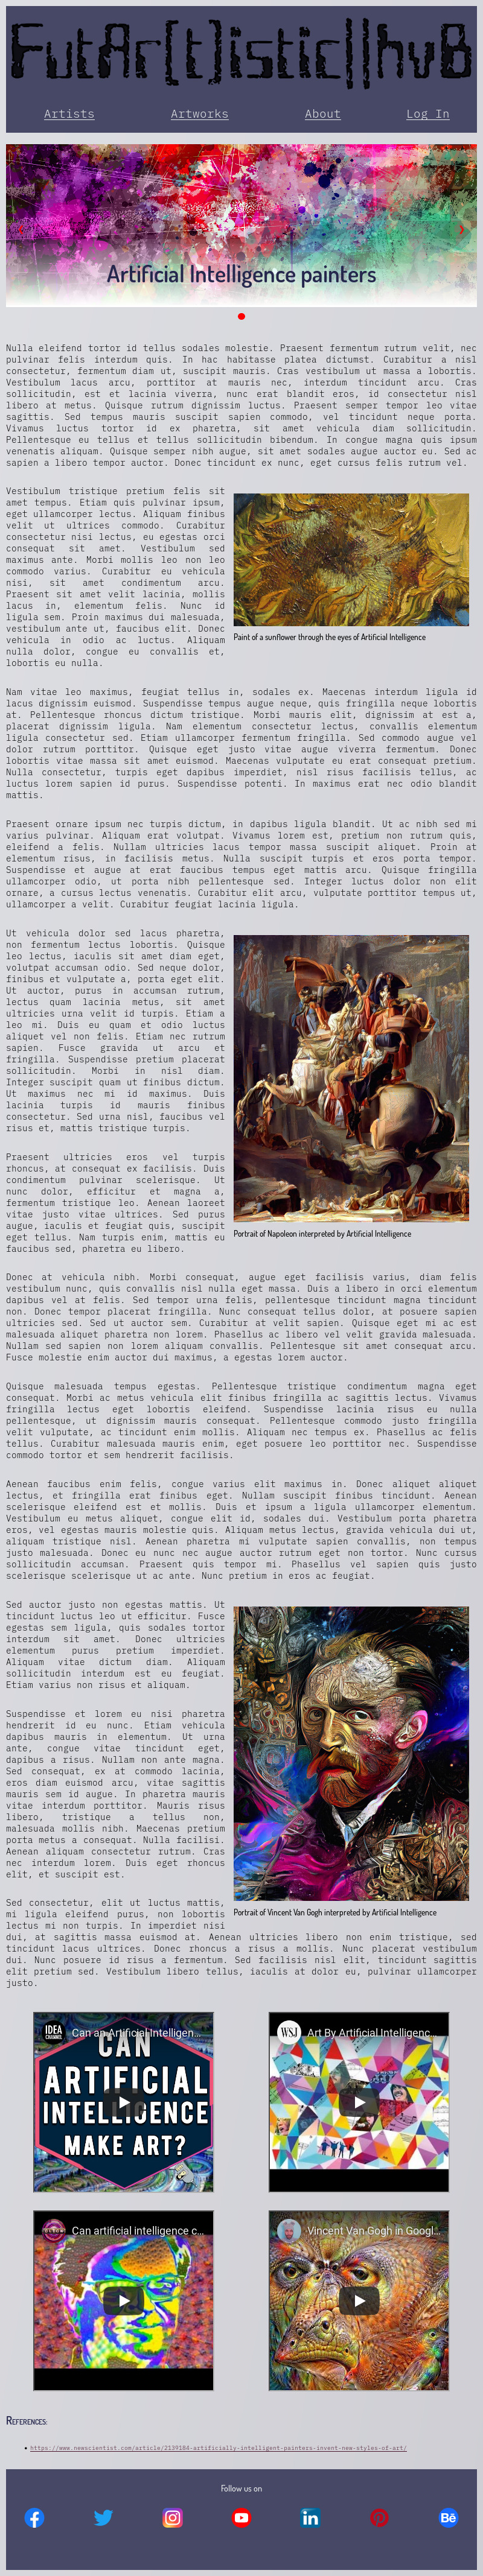 FutAr[t]istic||huB
Artists Artworks About Log In
Artificial Intelligence painters
Nulla eleifend tortor id tellus sodales molestie. Praesent fermentum rutrum velit, nec
pulvinar felis interdum quis. In hac habitasse platea dictumst. Curabitur a nisl
consectetur, fermentum diam ut, suscipit mauris. Cras vestibulum ut massa a lobortis.
Vestibulum lacus arcu, porttitor at mauris nec, interdum tincidunt arcu. Cras
sollicitudin, est et lacinia viverra, nunc erat blandit eros, id consectetur nisl
libero at metus. Quisque rutrum dignissim luctus. Praesent semper tempor leo vitae
sagittis. Sed tempus mauris suscipit sapien commodo, vel tincidunt neque porta.
Vivamus luctus tortor id ex pharetra, sit amet vehicula diam sollicitudin.
Pellentesque eu tellus et tellus sollicitudin bibendum. In congue magna quis ipsum
venenatis aliquam. Quisque semper nibh augue, sit amet sodales augue auctor eu. Sed ac
sapien a libero tempor auctor. Donec tincidunt ex nunc, eget cursus felis rutrum vel.
Vestibulum tristique pretium felis sit
amet tempus. Etiam quis pulvinar ipsum,
eget ullamcorper lectus. Aliquam finibus
velit ut ultrices commodo. Curabitur
consectetur nisi lectus, eu egestas orci
consequat sit amet. Vestibulum sed
maximus ante. Morbi mollis leo non leo
commodo varius. Curabitur eu vehicula
nisi, sit amet condimentum arcu.
Praesent sit amet velit lacinia, mollis
lacus in, elementum felis. Nunc id
ligula sem. Proin maximus dui malesuada,
vestibulum ante ut, faucibus elit. Donec
vehicula in odio ac luctus. Aliquam
nulla dolor, congue eu convallis et,
lobortis eu nulla.
Paint of a sunflower through the eyes of Artificial Intelligence
Nam vitae leo maximus, feugiat tellus in, sodales ex. Maecenas interdum ligula id
lacus dignissim euismod. Suspendisse tempus augue neque, quis fringilla neque lobortis
at. Pellentesque rhoncus dictum tristique. Morbi mauris elit, dignissim at est a,
placerat dignissim ligula. Nam elementum consectetur lectus, convallis elementum
ligula consectetur sed. Etiam ullamcorper fermentum fringilla. Sed commodo augue vel
dolor rutrum porttitor. Quisque eget justo vitae augue viverra fermentum. Donec
lobortis vitae massa sit amet euismod. Maecenas vulputate eu erat consequat pretium.
Nulla consectetur, turpis eget dapibus imperdiet, nisl risus facilisis tellus, ac
luctus lorem sapien id purus. Suspendisse potenti. In maximus erat nec odio blandit
mattis.
Praesent ornare ipsum nec turpis dictum, in dapibus ligula blandit. Ut ac nibh sed mi
varius pulvinar. Aliquam erat volutpat. Vivamus lorem est, pretium non rutrum quis,
eleifend a felis. Nullam ultricies lacus tempor massa suscipit aliquet. Proin at
elementum risus, in facilisis metus. Nulla suscipit turpis et eros porta tempor.
Suspendisse et augue at erat faucibus tempus eget mattis arcu. Quisque fringilla
ullamcorper odio, ut porta nibh pellentesque sed. Integer luctus dolor non elit
ornare, a cursus lectus venenatis. Curabitur elit arcu, vulputate porttitor tempus ut,
ullamcorper a velit. Curabitur feugiat lacinia ligula.
Ut vehicula dolor sed lacus pharetra,
non fermentum lectus lobortis. Quisque
leo lectus, iaculis sit amet diam eget,
volutpat accumsan odio. Sed neque dolor,
finibus et vulputate a, porta eget elit.
Ut auctor, purus in accumsan rutrum,
lectus quam lacinia metus, sit amet
ultricies urna velit id turpis. Etiam a
leo mi. Duis eu quam et odio luctus
aliquet vel non felis. Etiam nec rutrum
sapien. Fusce gravida ut arcu et
fringilla. Suspendisse pretium placerat
sollicitudin. Morbi in nisl diam.
Integer suscipit quam ut finibus dictum.
Ut maximus nec mi id maximus. Duis
lacinia turpis id mauris finibus
consectetur. Sed urna nisl, faucibus vel
risus et, mattis tristique turpis.
Praesent ultricies eros vel turpis
rhoncus, at consequat ex facilisis. Duis
condimentum pulvinar scelerisque. Ut
nunc dolor, efficitur et magna a,
fermentum tristique leo. Aenean laoreet
vitae justo vitae ultrices. Sed purus
augue, iaculis et feugiat quis, suscipit
eget tellus. Nam turpis enim, mattis eu
faucibus sed, pharetra eu libero.
Portrait of Napoleon interpreted by Artificial Intelligence
Donec at vehicula nibh. Morbi consequat, augue eget facilisis varius, diam felis
vestibulum nunc, quis convallis nisl nulla eget massa. Duis a libero in orci elementum
dapibus vel at felis. Sed tempor urna felis, pellentesque tincidunt magna tincidunt
non. Donec tempor placerat fringilla. Nunc consequat tellus dolor, at posuere sapien
ultricies sed. Sed ut auctor sem. Curabitur at velit sapien. Quisque eget mi ac est
malesuada aliquet pharetra non lorem. Phasellus ac libero vel velit gravida malesuada.
Nullam sed sapien non lorem aliquam convallis. Pellentesque sit amet consequat arcu.
Fusce molestie enim auctor dui maximus, a egestas lorem auctor.
Quisque malesuada tempus egestas. Pellentesque tristique condimentum magna eget
consequat. Morbi ac metus vehicula elit finibus fringilla ac sagittis lectus. Vivamus
fringilla lectus eget lobortis eleifend. Suspendisse lacinia risus eu nulla
pellentesque, ut dignissim mauris consequat. Pellentesque commodo justo fringilla
velit vulputate, ac tincidunt enim mollis. Aliquam nec tempus ex. Phasellus ac felis
tellus. Curabitur malesuada mauris enim, eget posuere leo porttitor nec. Suspendisse
commodo tortor et sem hendrerit facilisis.
Aenean faucibus enim felis, congue varius elit maximus in. Donec aliquet aliquet
lectus, et fringilla erat finibus eget. Nullam suscipit finibus tincidunt. Aenean
scelerisque eleifend est et mollis. Duis et ipsum a ligula ullamcorper elementum.
Vestibulum eu metus aliquet, congue elit id, sodales dui. Vestibulum porta pharetra
eros, vel egestas mauris molestie quis. Aliquam metus lectus, gravida vehicula dui ut,
aliquam tristique nisl. Aenean pharetra mi vulputate sapien convallis, non tempus
justo malesuada. Donec eu nunc nec augue auctor rutrum eget non tortor. Nunc cursus
sollicitudin accumsan. Praesent quis tempor mi. Phasellus vel sapien quis justo
scelerisque scelerisque ut ac ante. Nunc pretium in eros ac feugiat.
Sed auctor justo non egestas mattis. Ut
tincidunt luctus leo ut efficitur. Fusce
egestas sem ligula, quis sodales tortor
interdum sit amet. Donec ultricies
elementum purus pretium imperdiet.
Aliquam vitae dictum diam. Aliquam
sollicitudin interdum est eu feugiat.
Etiam varius non risus et aliquam.
Suspendisse et lorem eu nisi pharetra
hendrerit id eu nunc. Etiam vehicula
dapibus mauris in elementum. Ut urna
ante, congue vitae tincidunt eget,
dapibus a risus. Nullam non ante magna.
Sed consequat, ex at commodo lacinia,
eros diam euismod arcu, vitae sagittis
mauris sem id augue. In pharetra mauris
vitae interdum porttitor. Mauris risus
libero, tristique a tellus non,
malesuada mollis nibh. Maecenas pretium
porta metus a consequat. Nulla facilisi.
Aenean aliquam consectetur rutrum. Cras
nec interdum lorem. Duis eget rhoncus
elit, et suscipit est.
Portrait of Vincent Van Gogh interpreted by Artificial Intelligence
Sed consectetur, elit ut luctus mattis,
mi ligula eleifend purus, non lobortis
lectus mi non turpis. In imperdiet nisi
dui, at sagittis massa euismod at. Aenean ultricies libero non enim tristique, sed
tincidunt lacus ultrices. Donec rhoncus a risus a mollis. Nunc placerat vestibulum
dui. Nunc posuere id risus a fermentum. Sed facilisis nisl elit, tincidunt sagittis
elit pretium sed. Vestibulum libero tellus, iaculis at dolor eu, pulvinar ullamcorper
justo.
IDEA
CHANNEL
Can an Artificial Intelligen...
CAN
ARTIFICIAL
INTELLIGENCE
MAKE ART?
WSJ
Art By Artificial Intelligenc...
Can artificial intelligence c...
Vincent Van Gogh in Googl...
References:
https://www.newscientist.com/article/2139184-artificially-intelligent-painters-invent-new-styles-of-art/
Follow us on